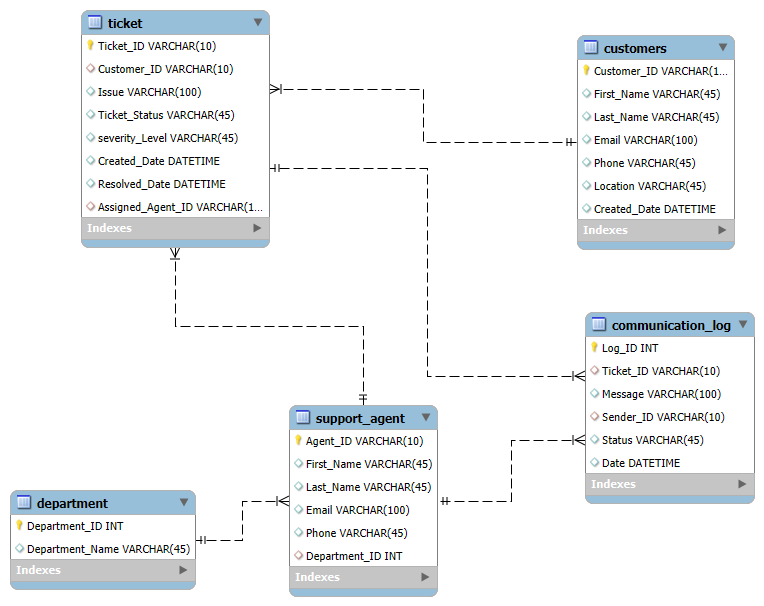 ticket
Ticket_ID VARCHAR(10)
Customer_ID VARCHAR(10)
Issue VARCHAR(100)
Ticket_Status VARCHAR(45)
severity_Level VARCHAR(45)
Created_Date DATETIME
Resolved_Date DATETIME
Assigned_Agent_ID VARCHAR(1...
Indexes
customers
Customer_ID VARCHAR(1...
First_Name VARCHAR(45)
Last_Name VARCHAR(45)
Email VARCHAR(100)
Phone VARCHAR(45)
Location VARCHAR(45)
Created_Date DATETIME
Indexes
communication_log
Log_ID INT
Ticket_ID VARCHAR(10)
Message VARCHAR(100)
Sender_ID VARCHAR(10)
Status VARCHAR(45)
Date DATETIME
Indexes
support_agent
Agent_ID VARCHAR(10)
First_Name VARCHAR(45)
Last_Name VARCHAR(45)
Email VARCHAR(100)
Phone VARCHAR(45)
Department_ID INT
Indexes
department
Department_ID INT
Department_Name VARCHAR(45)
Indexes